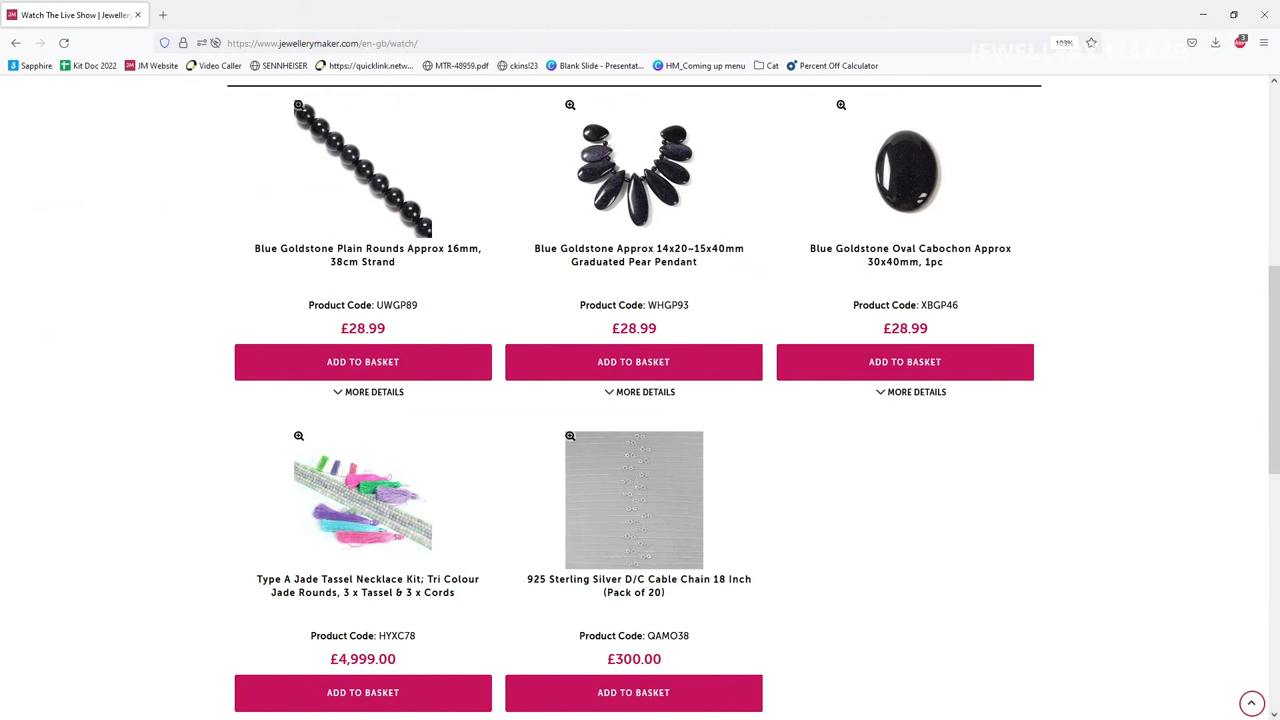 Watch The Live Show | Jeweller
https://www.jewellerymaker.com/en-gb/watch/
103%
3
JEWELLERY MAKER
Sapphire
Kit Doc 2022
JM Website
Video Caller
SENNHEISER
https://quicklink.netw...
MTR-48959.pdf
ckins!23
Blank Slide - Presentat...
HM_Coming up menu
Cat
Percent Off Calculator
Blue Goldstone Plain Rounds Approx 16mm,
38cm Strand
Product Code: UWGP89
£28.99
ADD TO BASKET
MORE DETAILS
Blue Goldstone Approx 14x20~15x40mm
Graduated Pear Pendant
Product Code: WHGP93
£28.99
ADD TO BASKET
MORE DETAILS
Blue Goldstone Oval Cabochon Approx
30x40mm, 1pc
Product Code: XBGP46
£28.99
ADD TO BASKET
MORE DETAILS
Type A Jade Tassel Necklace Kit; Tri Colour
Jade Rounds, 3 x Tassel & 3 x Cords
Product Code: HYXC78
£4,999.00
ADD TO BASKET
925 Sterling Silver D/C Cable Chain 18 Inch
(Pack of 20)
Product Code: QAMO38
£300.00
ADD TO BASKET